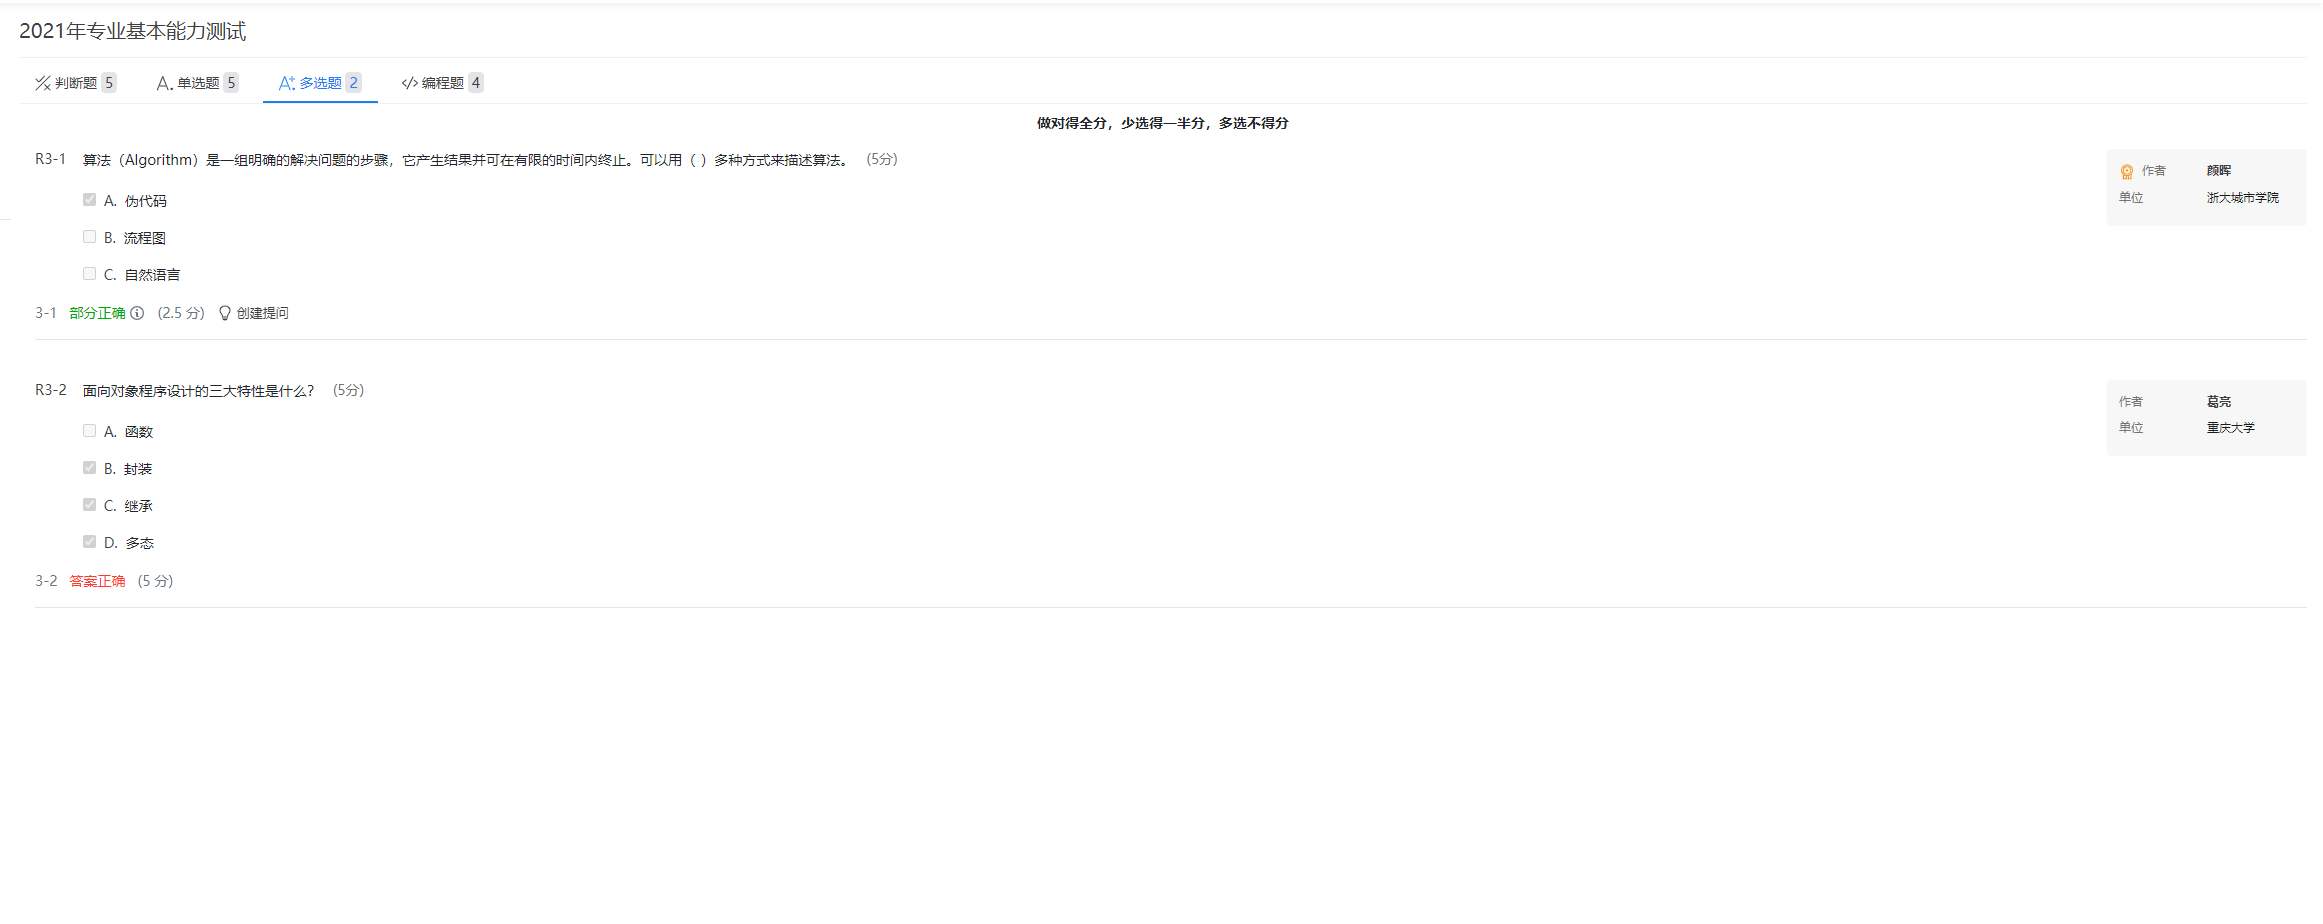 2021年专业基本能力测试
判断题 5 A. 单选题 5 A+ 多选题 2 </> 编程题 4
做对得全分，少选得一半分，多选不得分
R3-1 算法（Algorithm）是一组明确的解决问题的步骤，它产生结果并可在有限的时间内终止。可以用（ ）多种方式来描述算法。 (5分)
作者 颜晖
单位 浙大城市学院
A. 伪代码
B. 流程图
C. 自然语言
3-1 部分正确 (2.5 分) 创建提问
R3-2 面向对象程序设计的三大特性是什么？ (5分)
作者 葛亮
单位 重庆大学
A. 函数
B. 封装
C. 继承
D. 多态
3-2 答案正确 (5 分)